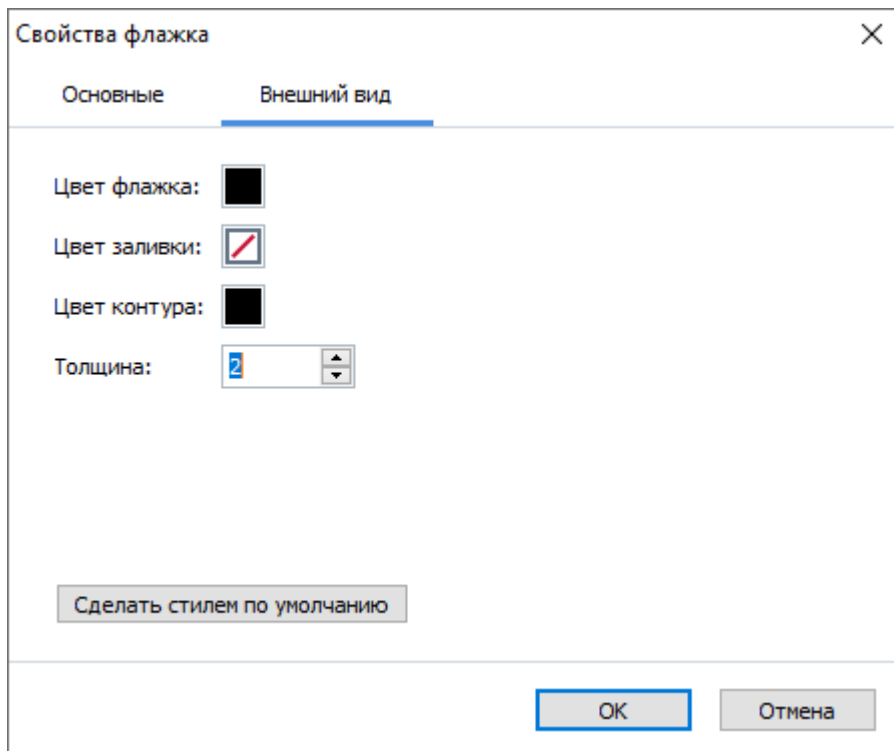 Свойства флажка
Основные Внешний вид
Цвет флажка:
Цвет заливки:
Цвет контура:
Толщина: 2
Сделать стилем по умолчанию
OK Отмена